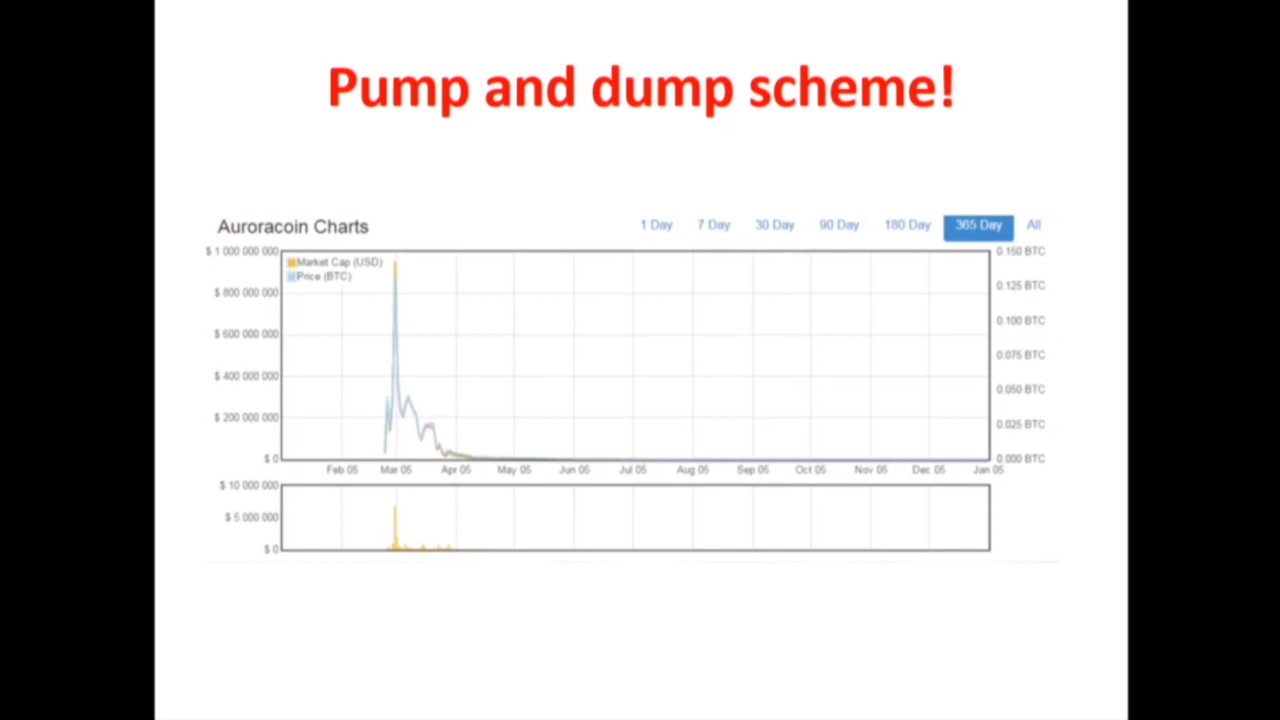 Pump and dump scheme!
Auroracoin Charts
1 Day 7 Day 30 Day 90 Day 180 Day 365 Day All
$ 1 000 000 000 0.150 BTC
Market Cap (USD)
Price (BTC)
0.125 BTC
$ 800 000 000
0.100 BTC
$ 600 000 000
0.075 BTC
$ 400 000 000
0.050 BTC
$ 200 000 000
0.025 BTC
$ 0 0.000 BTC
Feb 05 Mar 05 Apr 05 May 05 Jun 05 Jul 05 Aug 05 Sep 05 Oct 05 Nov 05 Dec 05 Jan 05
$ 10 000 000
$ 5 000 000
$ 0